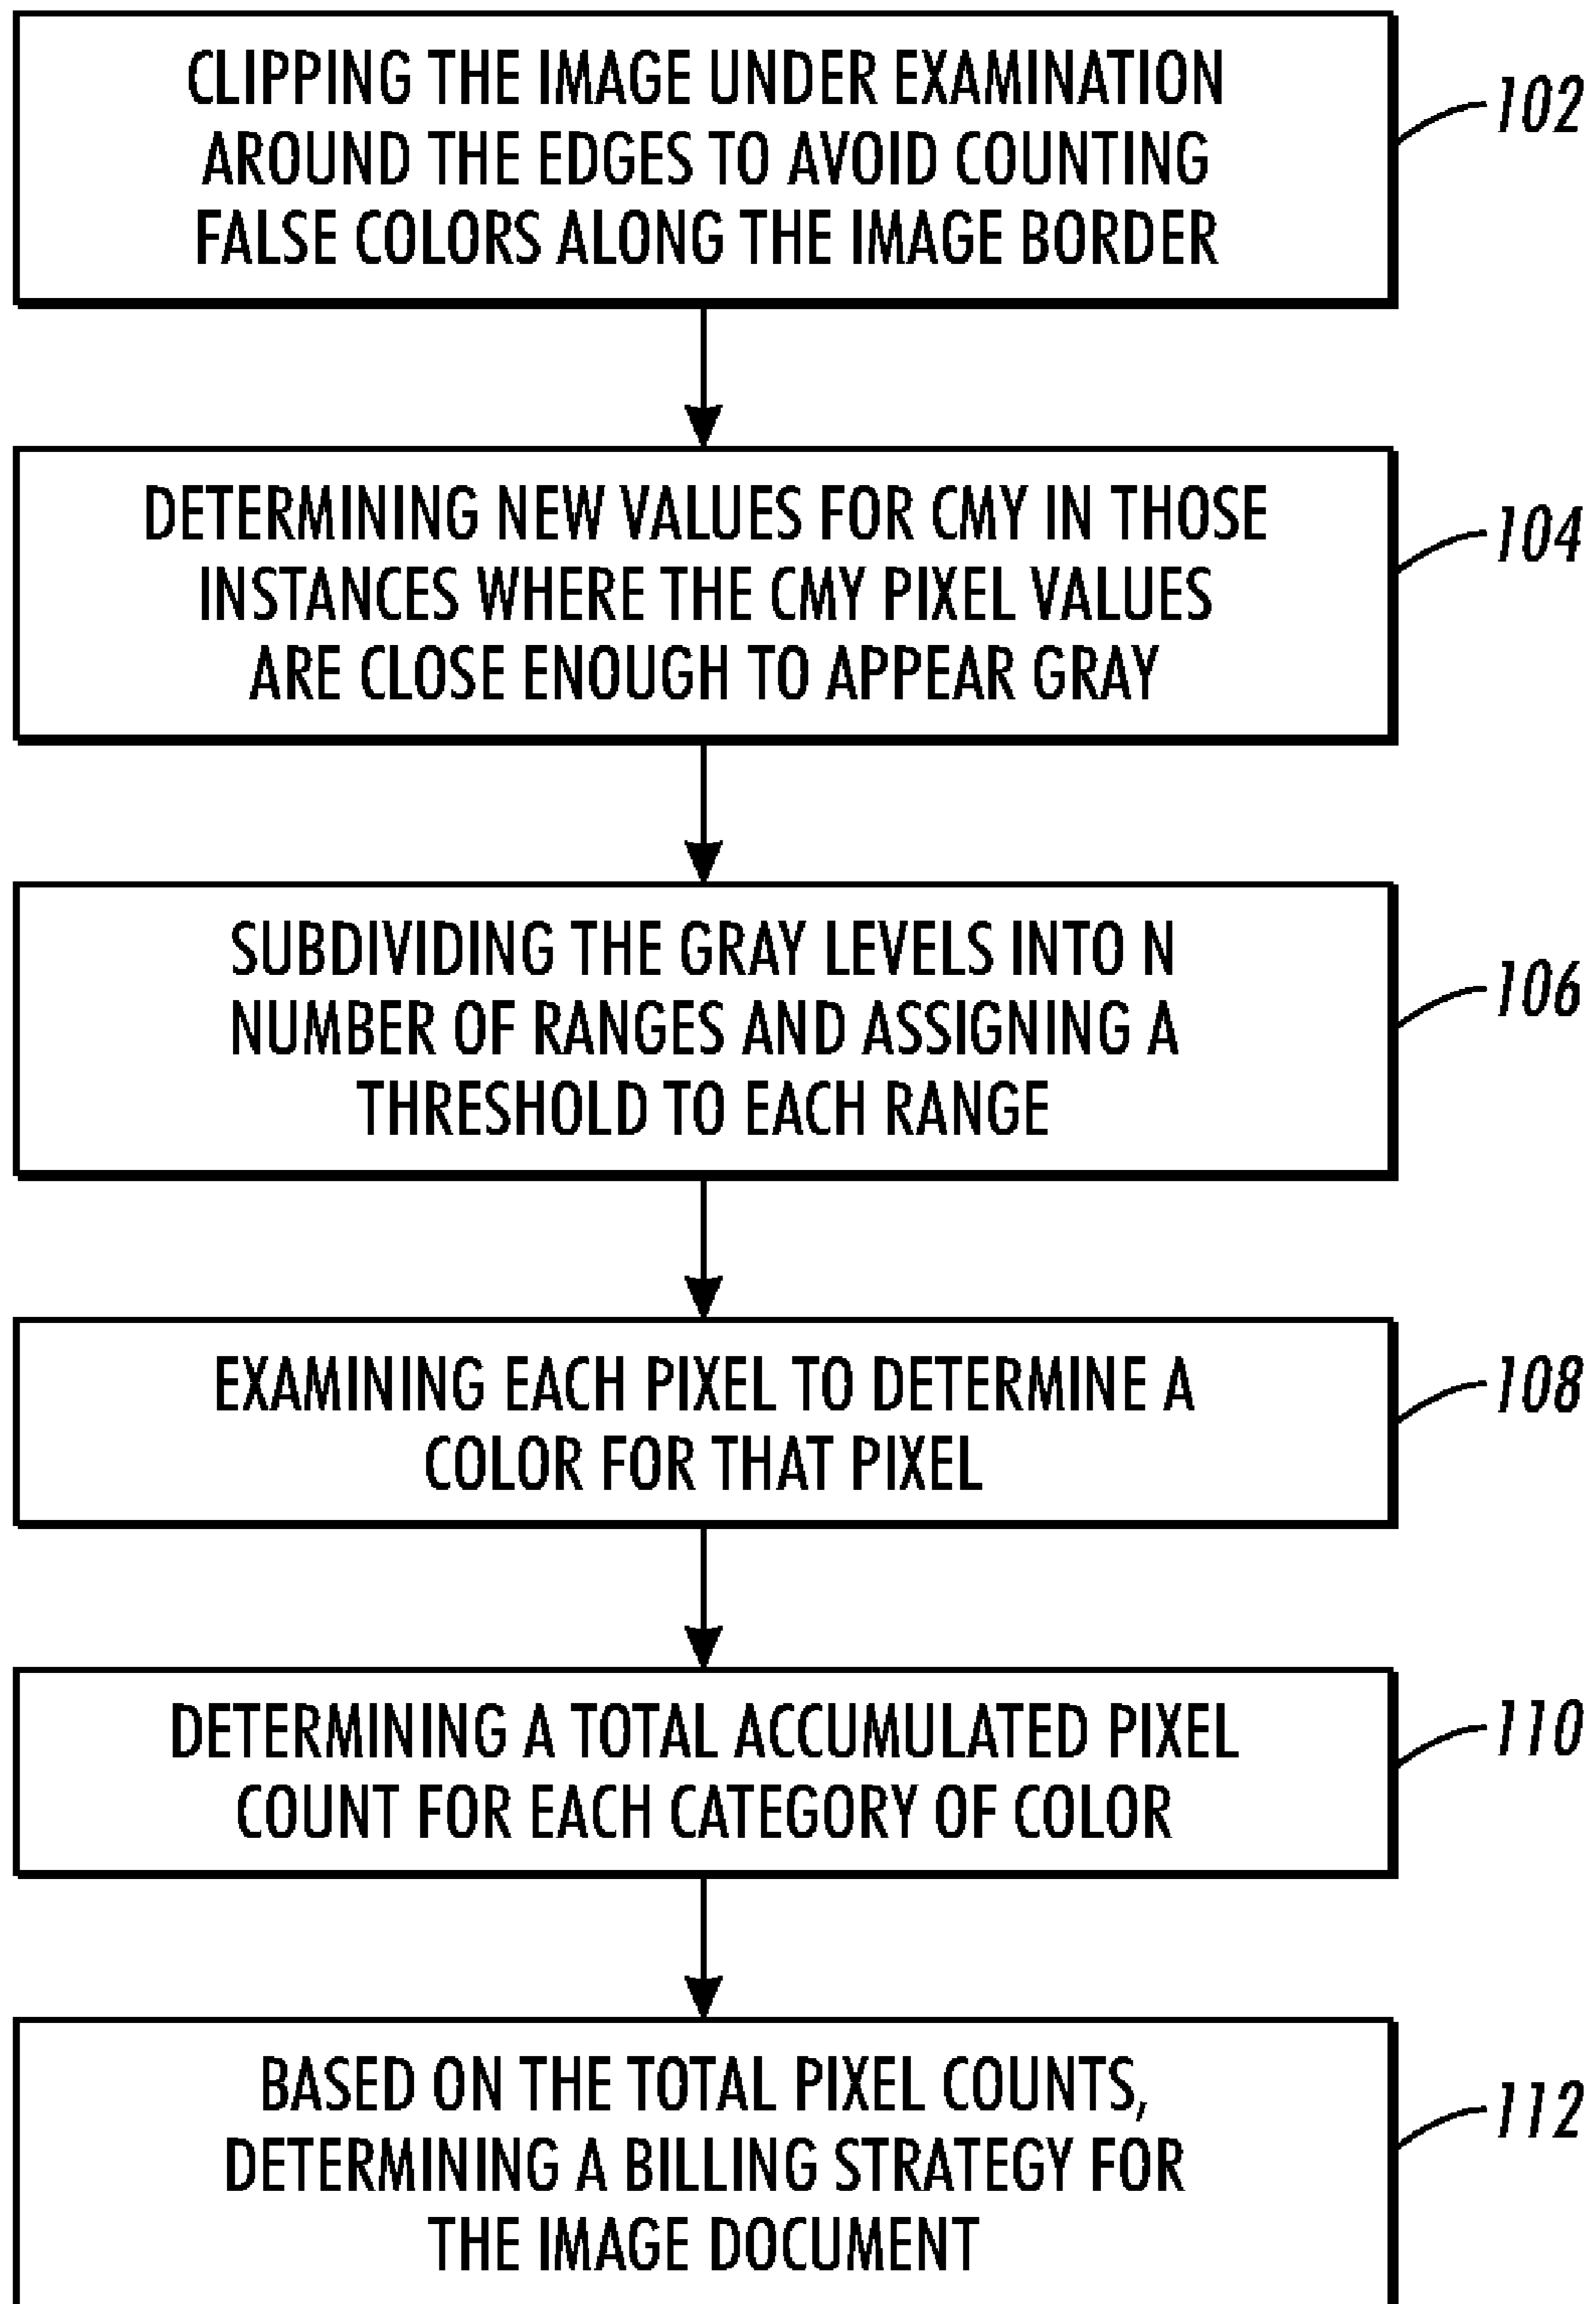 CLIPPING THE IMAGE UNDER EXAMINATION
AROUND THE EDGES TO AVOID COUNTING
FALSE COLORS ALONG THE IMAGE BORDER
102
DETERMINING NEW VALUES FOR CMY IN THOSE
INSTANCES WHERE THE CMY PIXEL VALUES
ARE CLOSE ENOUGH TO APPEAR GRAY
104
SUBDIVIDING THE GRAY LEVELS INTO N
NUMBER OF RANGES AND ASSIGNING A
THRESHOLD TO EACH RANGE
106
EXAMINING EACH PIXEL TO DETERMINE A
COLOR FOR THAT PIXEL
108
DETERMINING A TOTAL ACCUMULATED PIXEL
COUNT FOR EACH CATEGORY OF COLOR
110
BASED ON THE TOTAL PIXEL COUNTS,
DETERMINING A BILLING STRATEGY FOR
THE IMAGE DOCUMENT
112